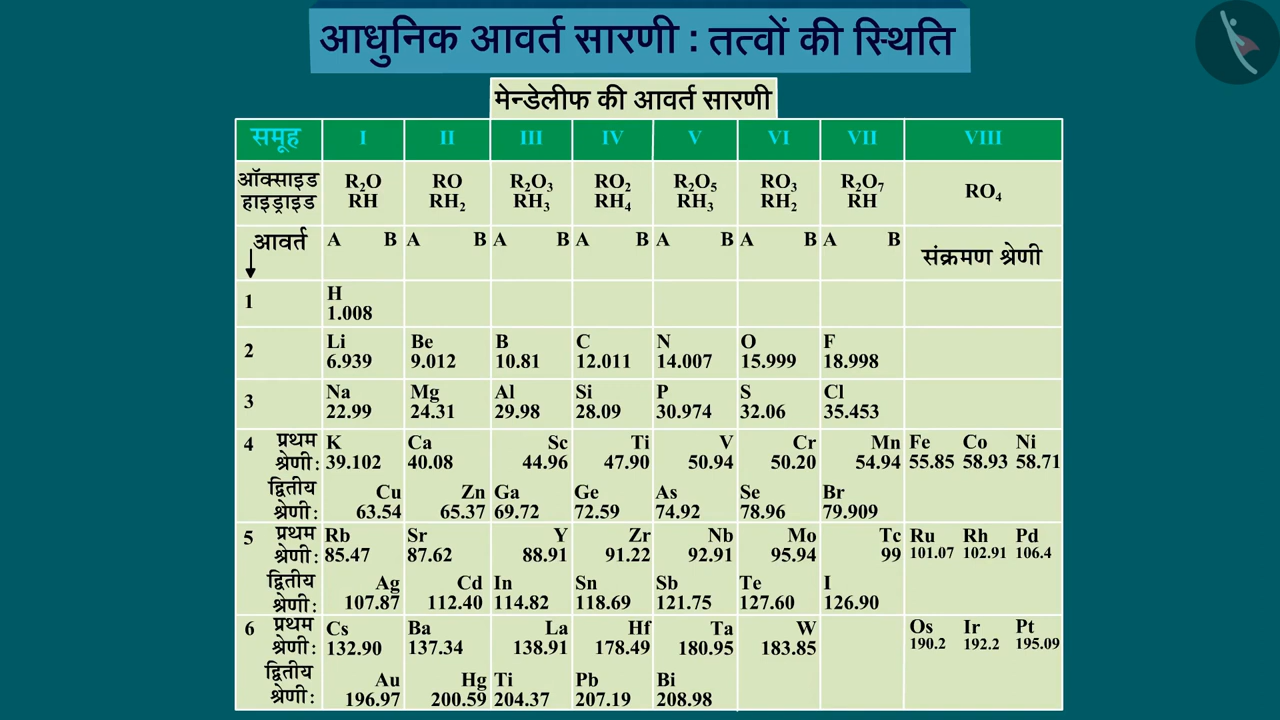 आधुनिक आवर्त सारणी : तत्वों की स्थिति
मेन्डेलीफ की आवर्त सारणी
समूह I II III IV V VI VII VIII
ऑक्साइड R₂O RO R₂O₃ RO₂ R₂O₅ RO₃ R₂O₇ RO₄
हाइड्राइड RH RH₂ RH₃ RH₄ RH₃ RH₂ RH
आवर्त A B A B A B A B A B A B A B संक्रमण श्रेणी
1 H
1.008
2 Li Be B C N O F
6.939 9.012 10.81 12.011 14.007 15.999 18.998
3 Na Mg Al Si P S Cl
22.99 24.31 29.98 28.09 30.974 32.06 35.453
4 प्रथम K Ca Sc Ti V Cr Mn Fe Co Ni
श्रेणी: 39.102 40.08 44.96 47.90 50.94 50.20 54.94 55.85 58.93 58.71
द्वितीय Cu Zn Ga Ge As Se Br
श्रेणी: 63.54 65.37 69.72 72.59 74.92 78.96 79.909
5 प्रथम Rb Sr Y Zr Nb Mo Tc Ru Rh Pd
श्रेणी: 85.47 87.62 88.91 91.22 92.91 95.94 99 101.07 102.91 106.4
द्वितीय Ag Cd In Sn Sb Te I
श्रेणी: 107.87 112.40 114.82 118.69 121.75 127.60 126.90
6 प्रथम Cs Ba La Hf Ta W Os Ir Pt
श्रेणी: 132.90 137.34 138.91 178.49 180.95 183.85 190.2 192.2 195.09
द्वितीय Au Hg Ti Pb Bi
श्रेणी: 196.97 200.59 204.37 207.19 208.98